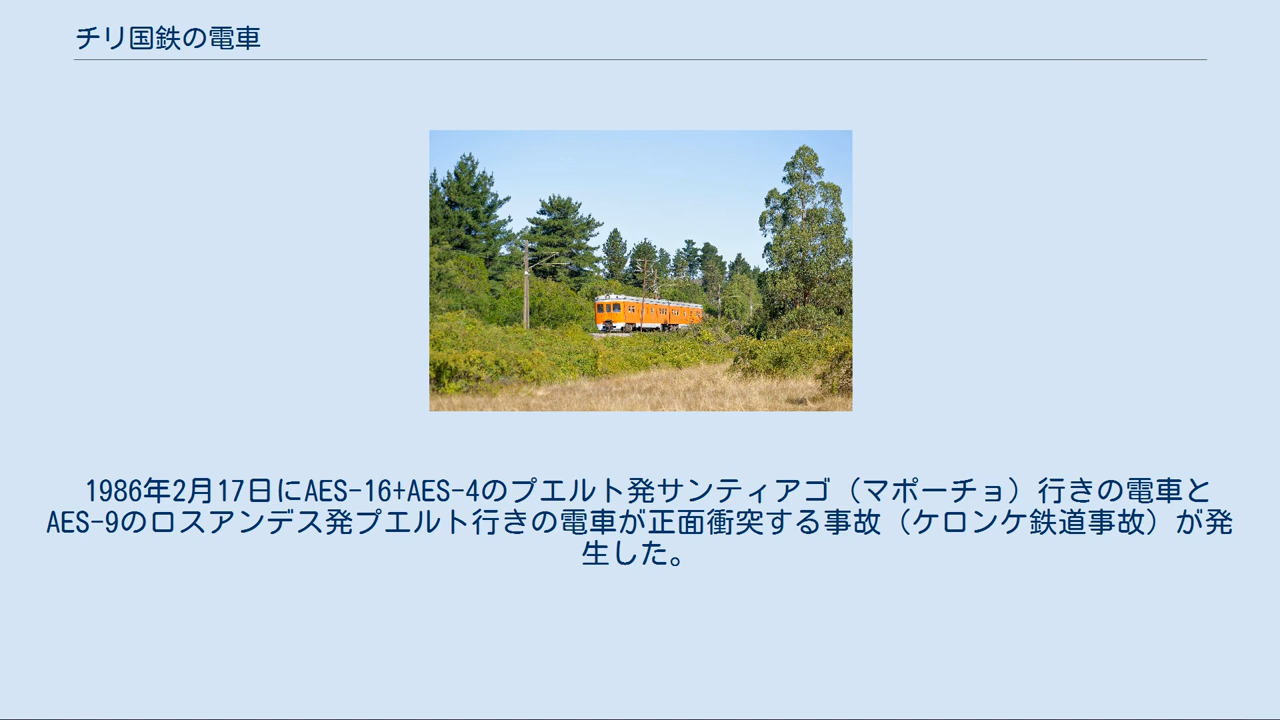 チリ国鉄の電車
1986年2月17日にAES-16+AES-4のプエルト発サンティアゴ（マポーチョ）行きの電車と
AES-9のロスアンデス発プエルト行きの電車が正面衝突する事故（ケロンケ鉄道事故）が発
生した。